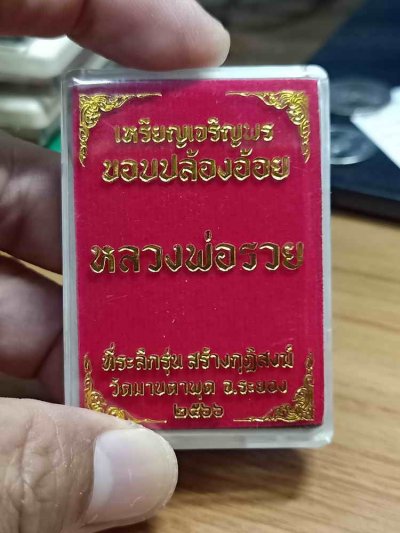 เหรียญเจริญพร
ขอบปล้องอ้อย
หลวงพ่อรวย
ที่ระลึกรุ่น สร้างกุฏิสงฆ์
วัดมาบตาพุด อ.ระยอง
๒๕๖๖